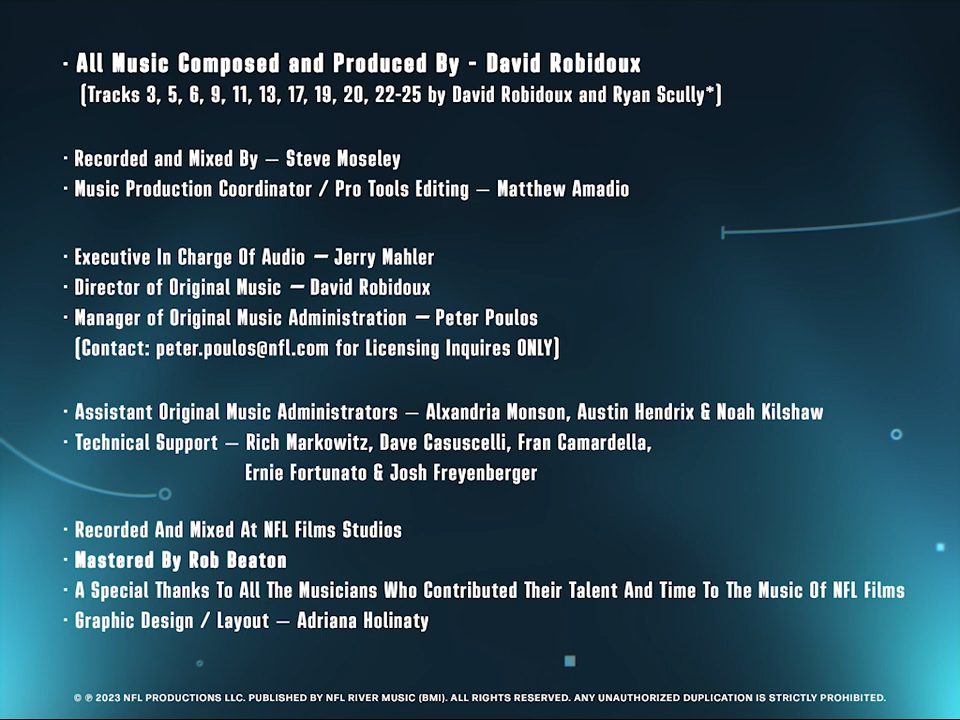 · All Music Composed and Produced By - David Robidoux
(Tracks 3, 5, 6, 9, 11, 13, 17, 19, 20, 22-25 by David Robidoux and Ryan Scully*)
· Recorded and Mixed By — Steve Moseley
· Music Production Coordinator / Pro Tools Editing — Matthew Amadio
· Executive In Charge Of Audio — Jerry Mahler
· Director of Original Music — David Robidoux
· Manager of Original Music Administration — Peter Poulos
(Contact: peter.poulos@nfl.com for Licensing Inquires ONLY)
· Assistant Original Music Administrators — Alxandria Monson, Austin Hendrix & Noah Kilshaw
· Technical Support — Rich Markowitz, Dave Casuscelli, Fran Camardella,
Ernie Fortunato & Josh Freyenberger
· Recorded And Mixed At NFL Films Studios
· Mastered By Rob Beaton
· A Special Thanks To All The Musicians Who Contributed Their Talent And Time To The Music Of NFL Films
· Graphic Design / Layout — Adriana Holinaty
© ℗ 2023 NFL PRODUCTIONS LLC. PUBLISHED BY NFL RIVER MUSIC (BMI). ALL RIGHTS RESERVED. ANY UNAUTHORIZED DUPLICATION IS STRICTLY PROHIBITED.